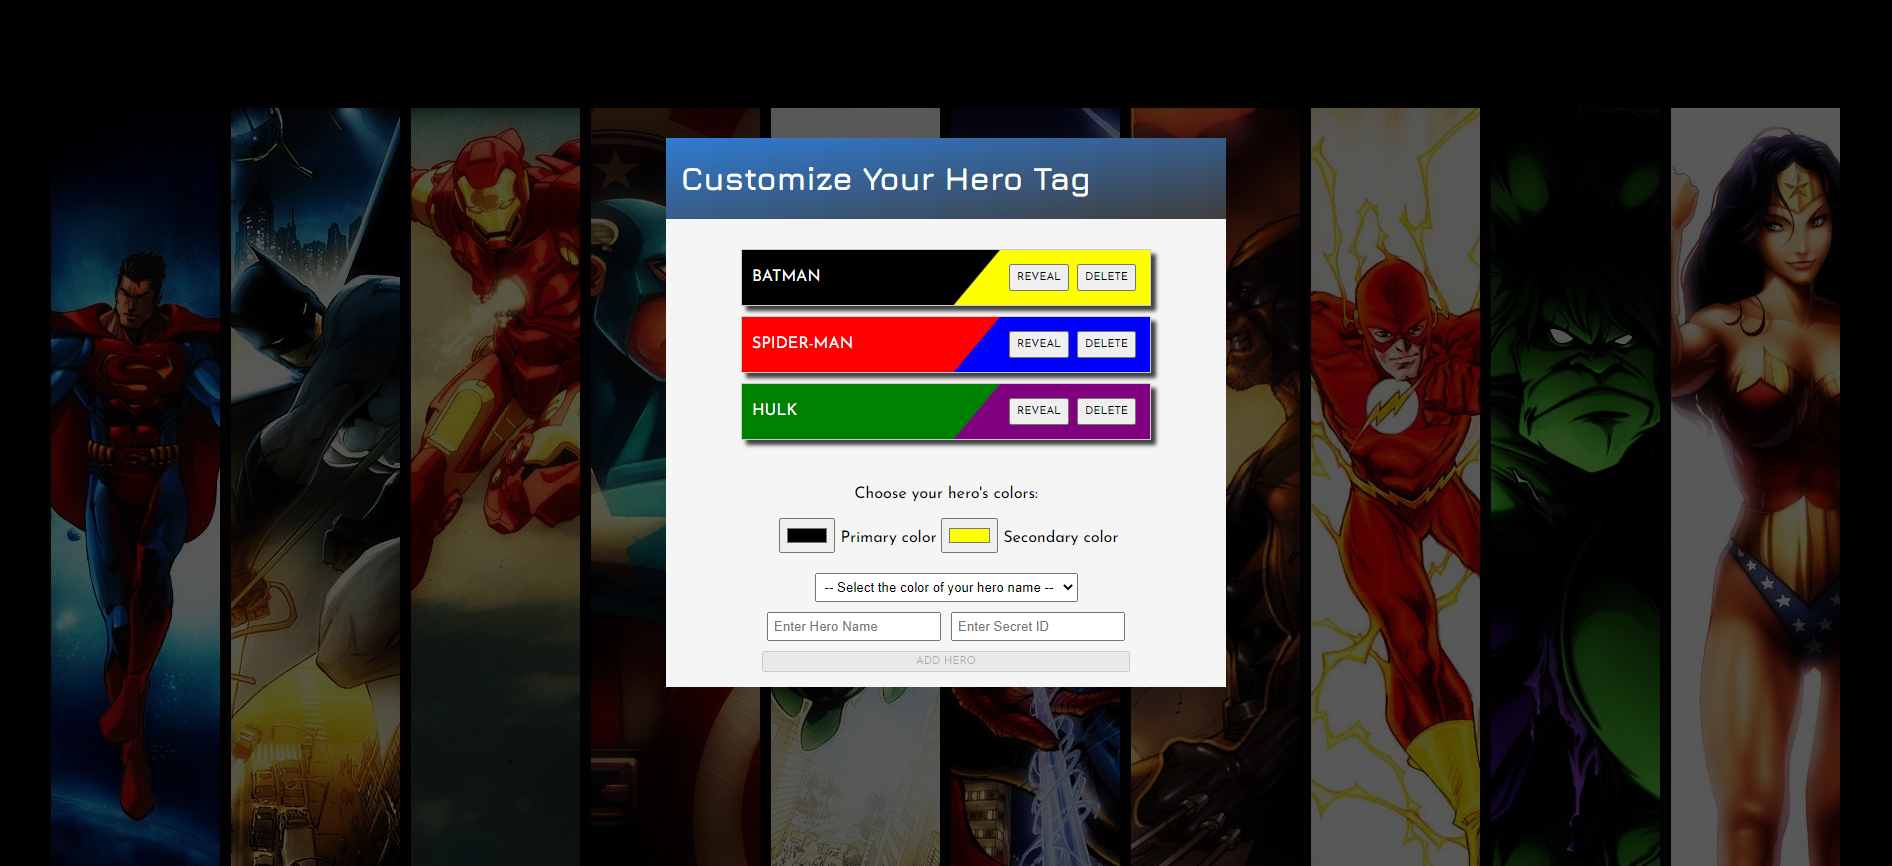 Customize Your Hero Tag
BATMAN REVEAL DELETE
SPIDER-MAN REVEAL DELETE
HULK REVEAL DELETE
Choose your hero's colors:
Primary color Secondary color
-- Select the color of your hero name --
Enter Hero Name Enter Secret ID
ADD HERO